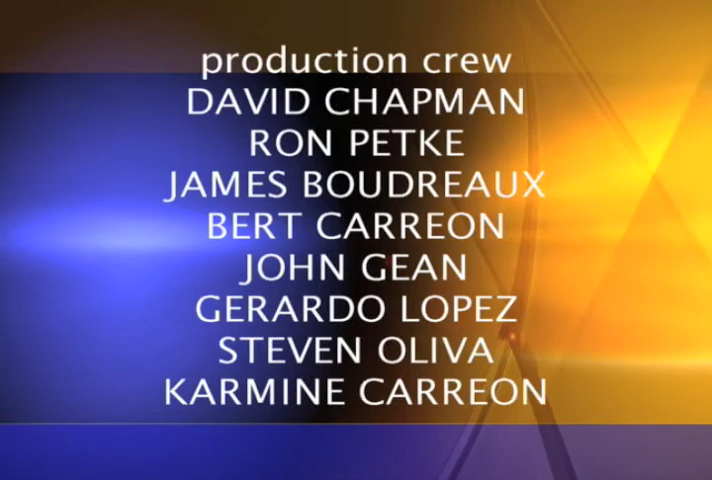 production crew
DAVID CHAPMAN
RON PETKE
JAMES BOUDREAUX
BERT CARREON
JOHN GEAN
GERARDO LOPEZ
STEVEN OLIVA
KARMINE CARREON